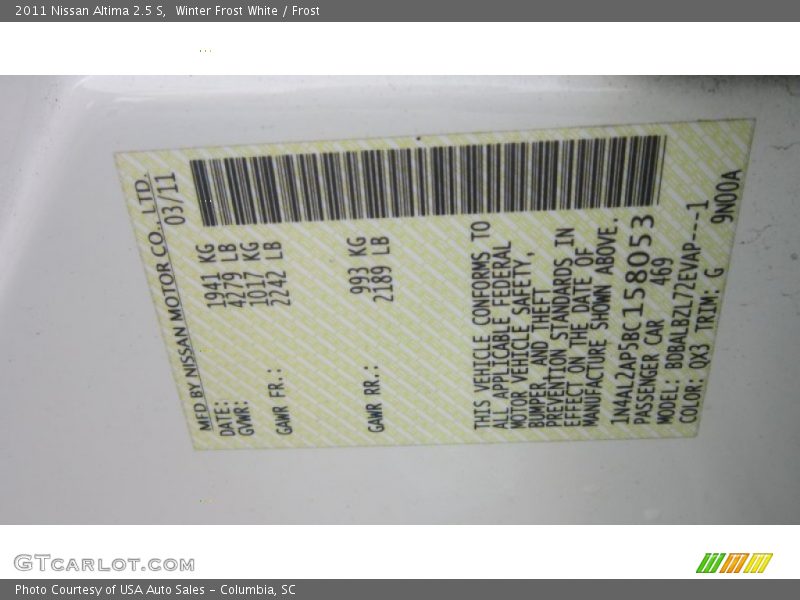 2011 Nissan Altima 2.5 S, Winter Frost White / Frost
MFD BY NISSAN MOTOR CO., LTD.
DATE: 03/11
GVWR: 1941 KG
4279 LB
GAWR FR.: 1017 KG
2242 LB
GAWR RR.: 993 KG
2189 LB
THIS VEHICLE CONFORMS TO
ALL APPLICABLE FEDERAL
MOTOR VEHICLE SAFETY,
BUMPER, AND THEFT
PREVENTION STANDARDS IN
EFFECT ON THE DATE OF
MANUFACTURE SHOWN ABOVE.
1N4AL2AP5BC158053
PASSENGER CAR 469
MODEL: BDBALBZL72EVAP---1
COLOR: QX3 TRIM: G 9N00A
GTcarlot.com
Photo Courtesy of USA Auto Sales - Columbia, SC